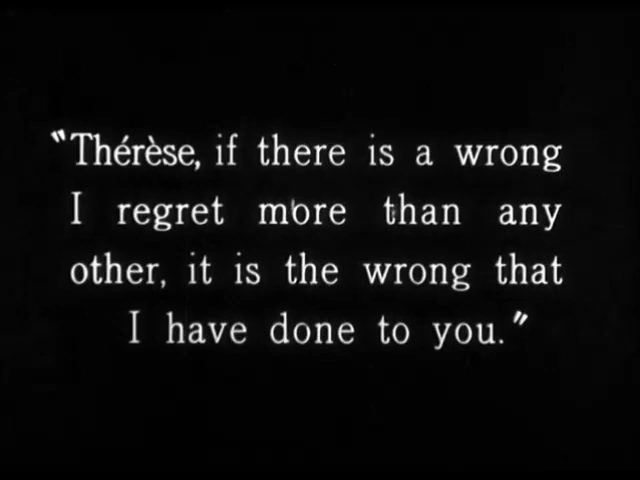 "Thérèse, if there is a wrong
I regret more than any
other, it is the wrong that
I have done to you."